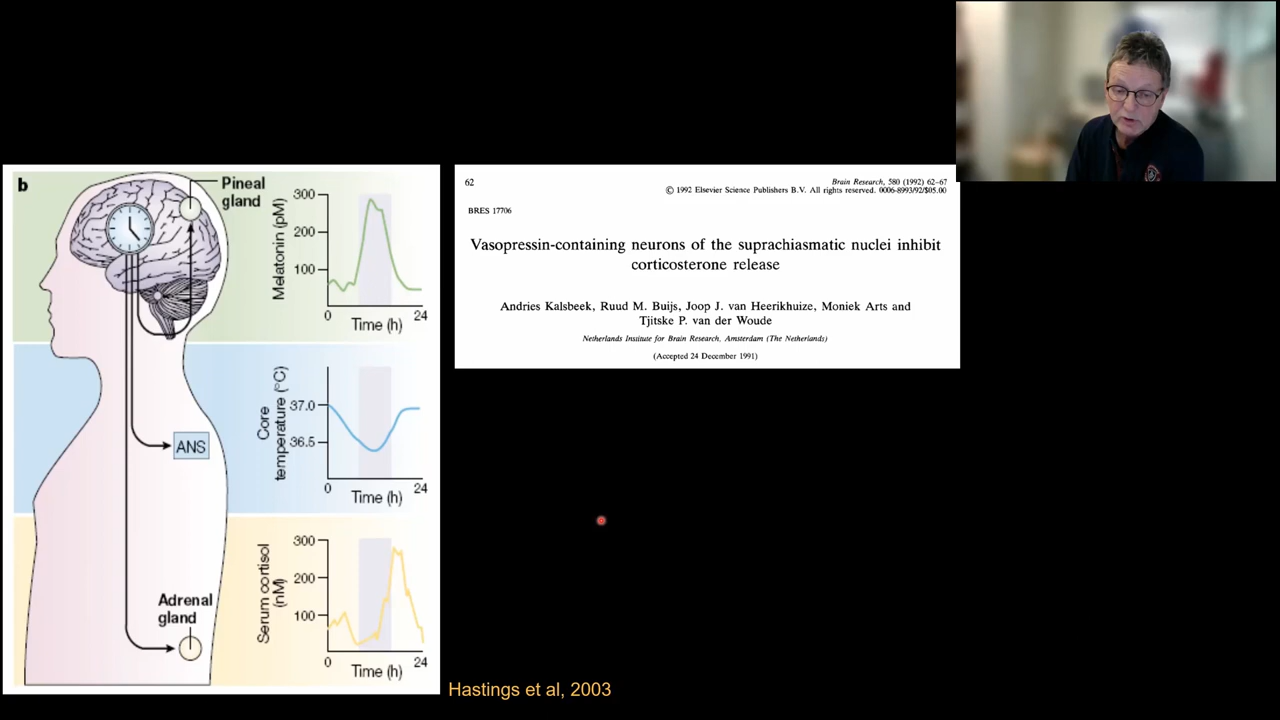 b
Pineal
gland
Melatonin (pM)
300
200
100
0
24
Time (h)
ANS
Core
temperature (°C)
37.0
36.5
0
24
Time (h)
Adrenal
gland
Serum cortisol
(nM)
300
200
100
0
24
Time (h)
62
Brain Research, 580 (1992) 62–67
© 1992 Elsevier Science Publishers B.V. All rights reserved. 0006-8993/92/$05.00
BRES 17706
Vasopressin-containing neurons of the suprachiasmatic nuclei inhibit
corticosterone release
Andries Kalsbeek, Ruud M. Buijs, Joop J. van Heerikhuize, Moniek Arts and
Tjitske P. van der Woude
Netherlands Institute for Brain Research, Amsterdam (The Netherlands)
(Accepted 24 December 1991)
Hastings et al, 2003